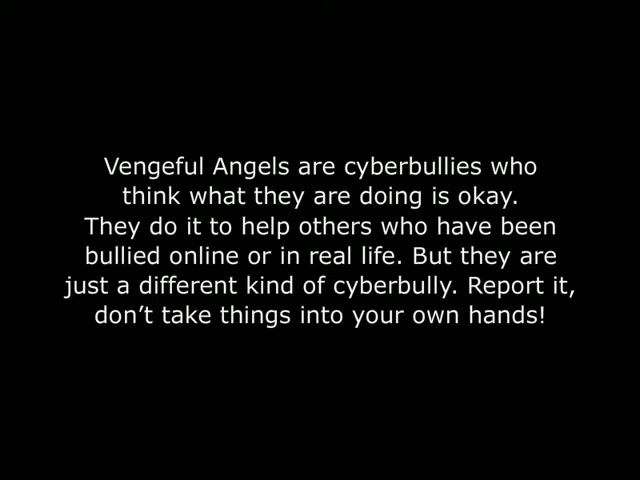 Vengeful Angels are cyberbullies who
think what they are doing is okay.
They do it to help others who have been
bullied online or in real life. But they are
just a different kind of cyberbully. Report it,
don’t take things into your own hands!